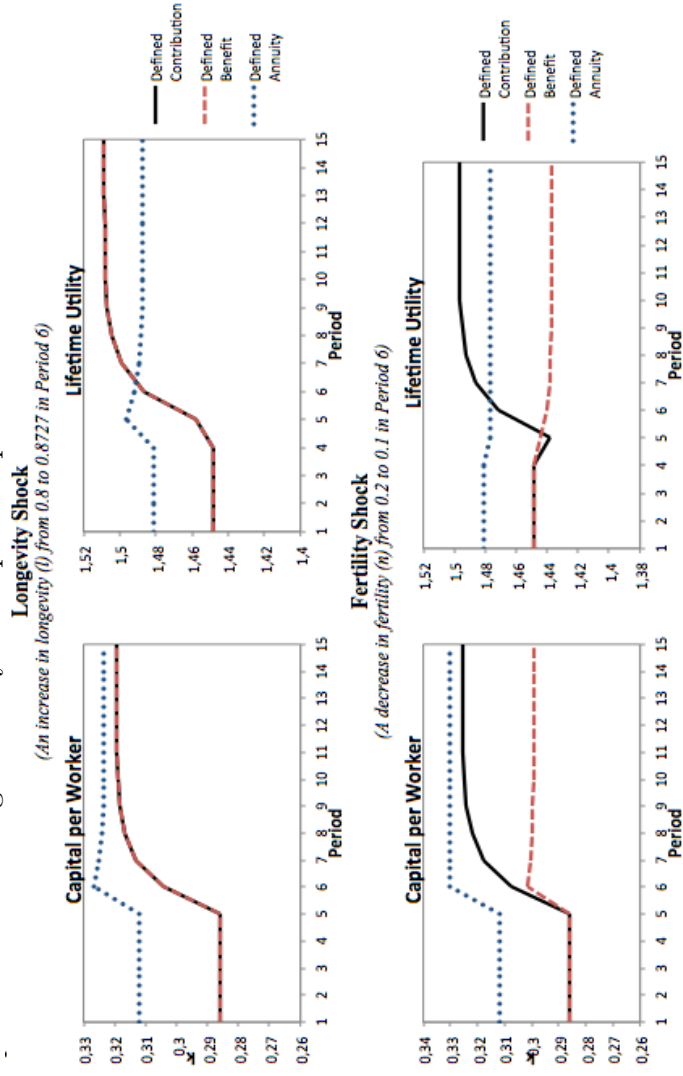 Longevity Shock
(An increase in longevity (l) from 0.8 to 0.8727 in Period 6)
Capital per Worker
0,33
0,32
0,31
0,3
0,29
0,28
0,27
0,26
k
1 2 3 4 5 6 7 8 9 10 11 12 13 14 15
Period
Lifetime Utility
1,52
1,5
1,48
1,46
1,44
1,42
1,4
1 2 3 4 5 6 7 8 9 10 11 12 13 14 15
Period
Defined
Contribution
Defined
Benefit
Defined
Annuity
Fertility Shock
(A decrease in fertility (n) from 0.2 to 0.1 in Period 6)
Capital per Worker
0,34
0,33
0,32
0,31
0,3
0,29
0,28
0,27
0,26
k
1 2 3 4 5 6 7 8 9 10 11 12 13 14 15
Period
Lifetime Utility
1,52
1,5
1,48
1,46
1,44
1,42
1,4
1,38
1 2 3 4 5 6 7 8 9 10 11 12 13 14 15
Period
Defined
Contribution
Defined
Benefit
Defined
Annuity